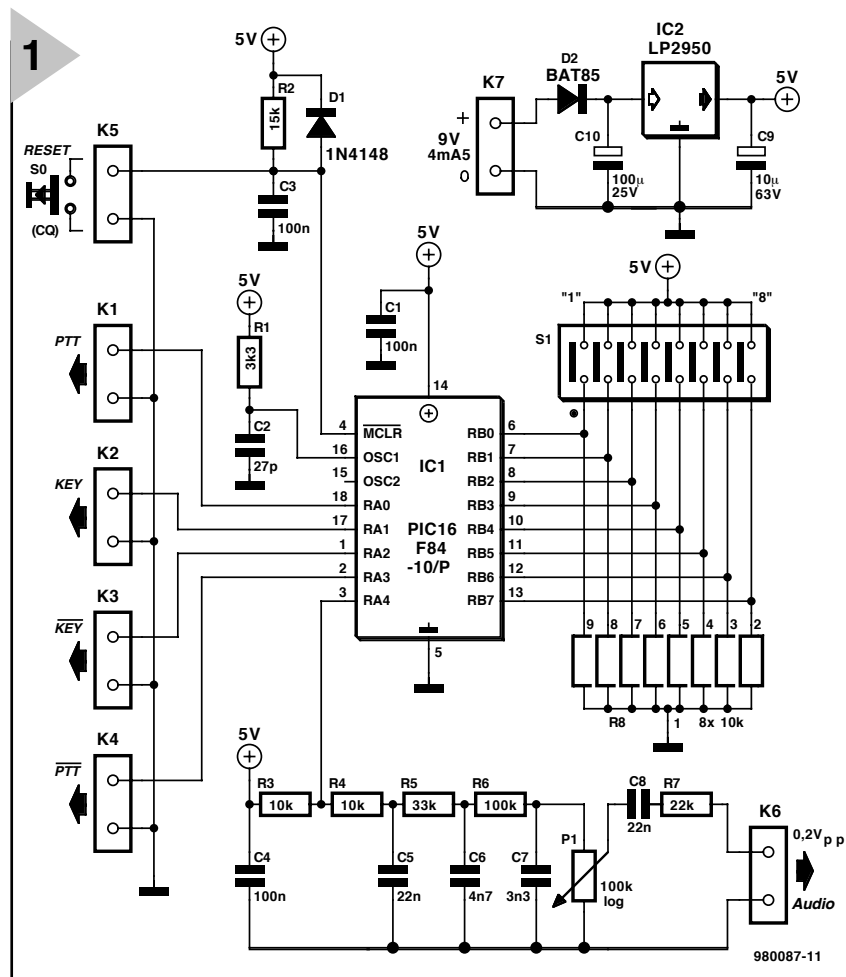 1
5V
R2
15k
D1
1N4148
K5
RESET
S0
(CQ)
C3
100n
K7
+
9V
4mA5
0
D2
BAT85
IC2
LP2950
5V
C10
100µ
25V
C9
10µ
63V
5V
C1
100n
5V
R1
3k3
C2
27p
K1
PTT
K2
KEY
K3
KEY
K4
PTT
5V
"1"
"8"
S1
14
4
MCLR
16
OSC1
15
OSC2
18
RA0
17
RA1
1
RA2
2
RA3
3
RA4
IC1
PIC16
F84
-10/P
RB0
6
RB1
7
RB2
8
RB3
9
RB4
10
RB5
11
RB6
12
RB7
13
5
9 8 7 6 5 4 3 2
R8
1
8x 10k
5V
R3
10k
R4
10k
R5
33k
R6
100k
C4
100n
C5
22n
C6
4n7
C7
3n3
P1
100k
log
C8
22n
R7
22k
K6
0,2Vpp
Audio
980087-11